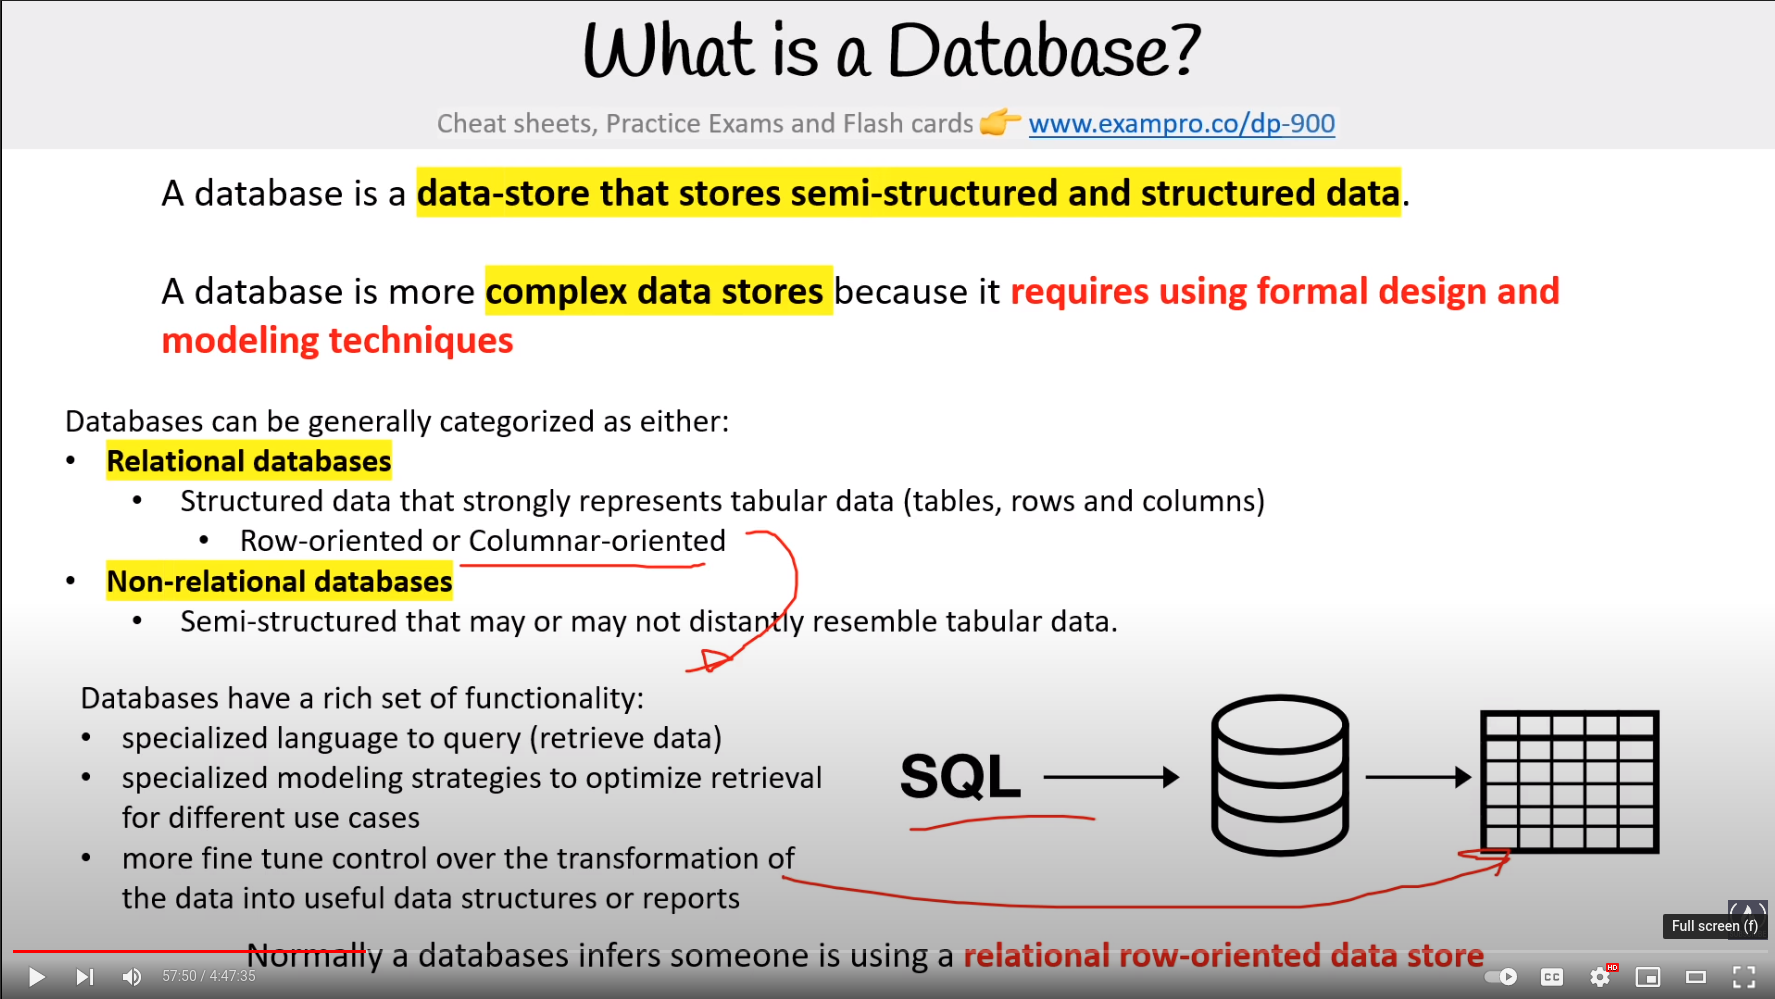 What is a Database?
Cheat sheets, Practice Exams and Flash cards 👉 www.exampro.co/dp-900
A database is a data-store that stores semi-structured and structured data.
A database is more complex data stores because it requires using formal design and
modeling techniques
Databases can be generally categorized as either:
• Relational databases
• Structured data that strongly represents tabular data (tables, rows and columns)
• Row-oriented or Columnar-oriented
• Non-relational databases
• Semi-structured that may or may not distantly resemble tabular data.
Databases have a rich set of functionality:
• specialized language to query (retrieve data)
• specialized modeling strategies to optimize retrieval
for different use cases
• more fine tune control over the transformation of
the data into useful data structures or reports
SQL
Full screen (f)
Normally a databases infers someone is using a relational row-oriented data store
57:50 / 4:47:35
CC
HD